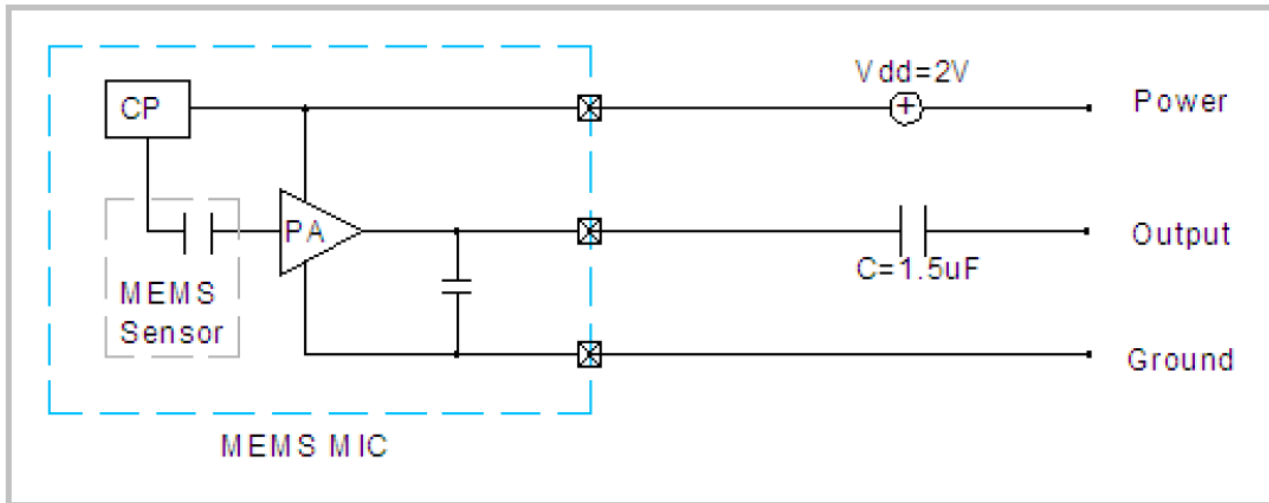 Vdd=2V
CP
Power
PA
Output
C=1.5uF
MEMS
Sensor
Ground
MEMS MIC